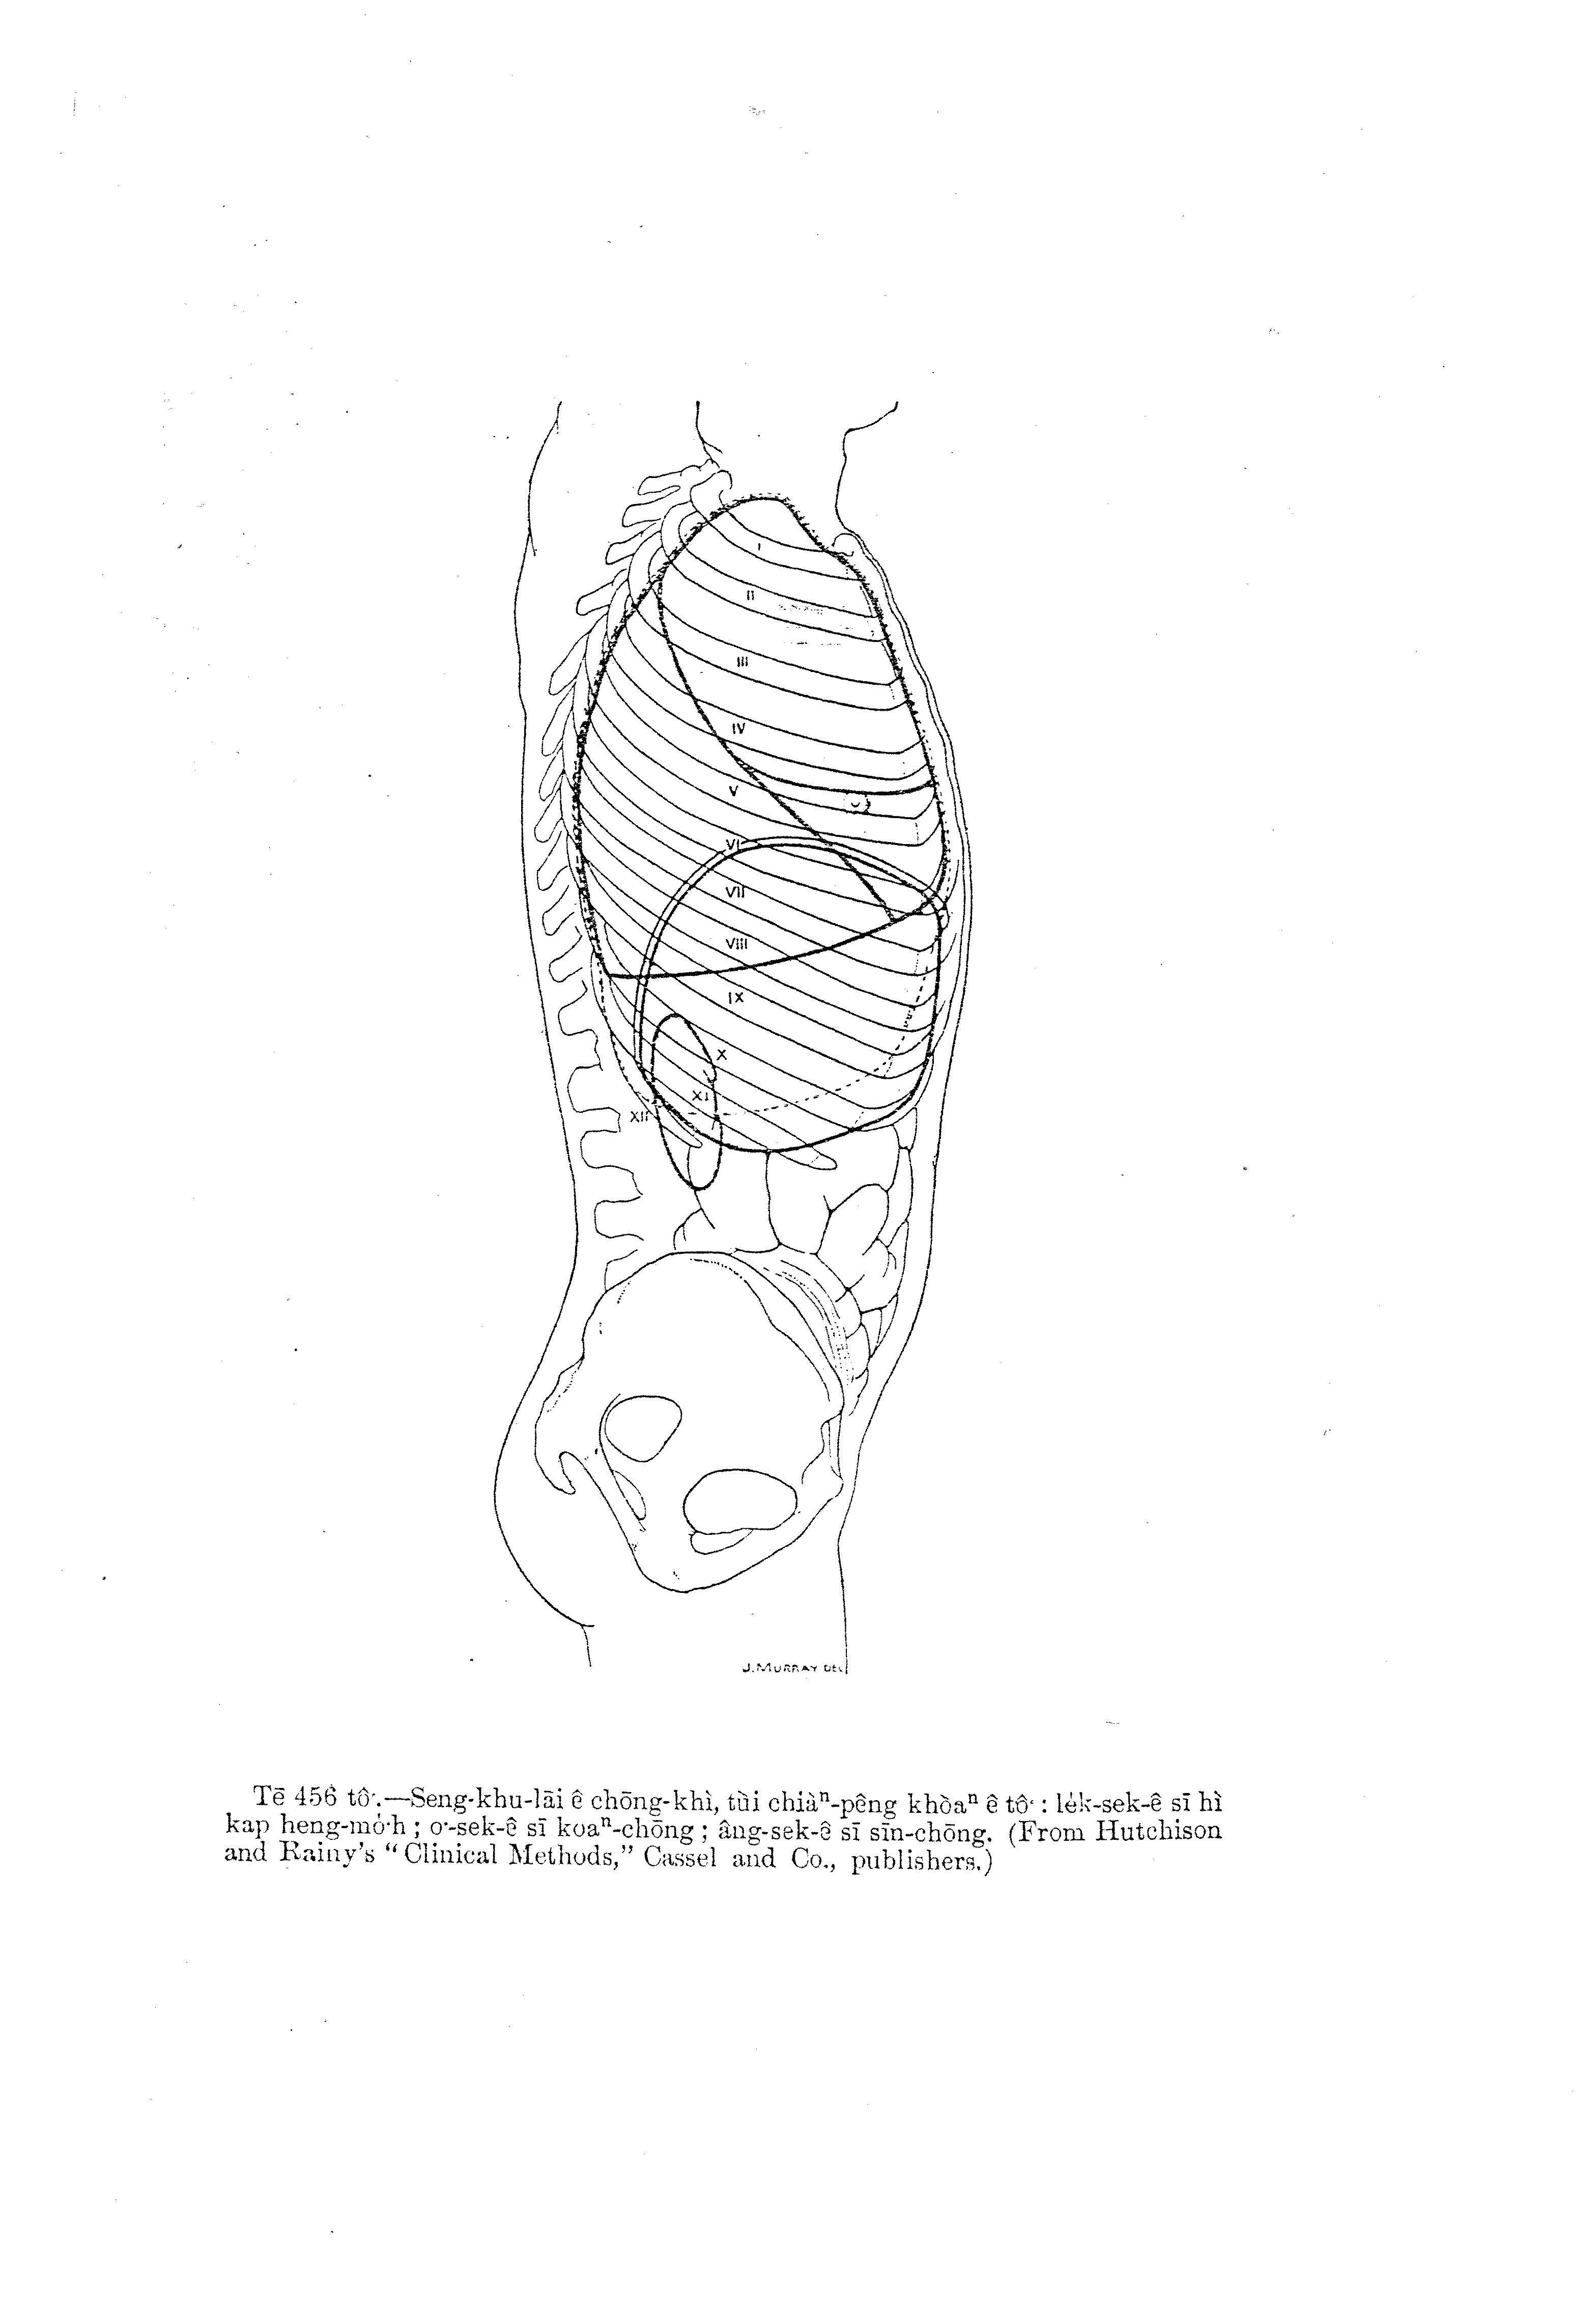 I
II
III
IV
V
VI
VII
VIII
IX
X
XI
XII
J. MURRAY DEL
Tē 456 tô͘.—Seng-khu-lāi ê chōng-khì, tùi chiàⁿ-pêng khòaⁿ ê tô͘ : le̍k-sek-ê sī hì
kap heng-mo̍͘h ; o͘-sek-ê sī koaⁿ-chōng ; âng-sek-ê sī sīn-chōng. (From Hutchison
and Rainy's “Clinical Methods,” Cassel and Co., publishers.)